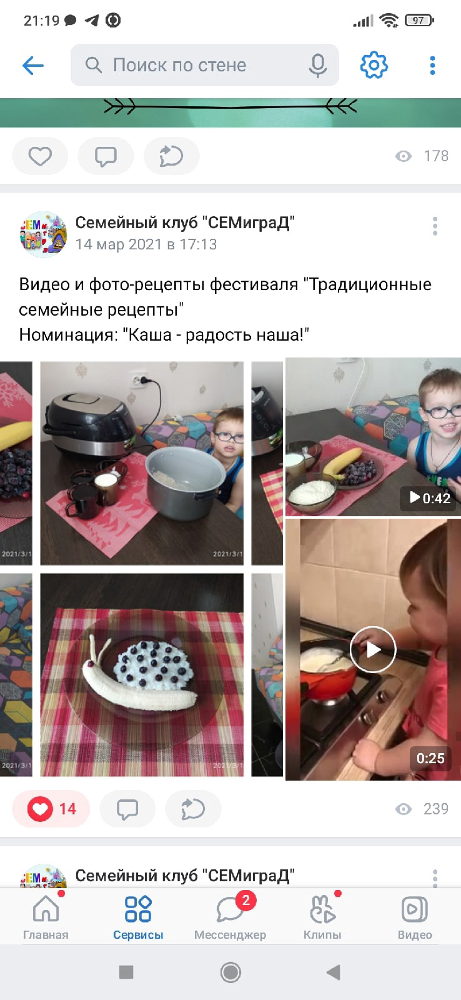 21:19
97
Поиск по стене
178
Семейный клуб "СЕМиграД"
14 мар 2021 в 17:13
Видео и фото-рецепты фестиваля "Традиционные
семейные рецепты"
Номинация: "Каша - радость наша!"
2021/3/1
2021/3/1
0:42
2021/3/1
2021/3/1
0:25
14
239
Семейный клуб "СЕМиграД"
2
Главная
Сервисы
Мессенджер
Клипы
Видео